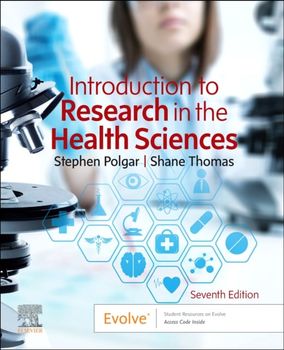 Introduction to
Research in the
Health Sciences
Stephen Polgar | Shane Thomas
Seventh Edition
Evolve
Student Resources on Evolve
Access Code Inside
ELSEVIER